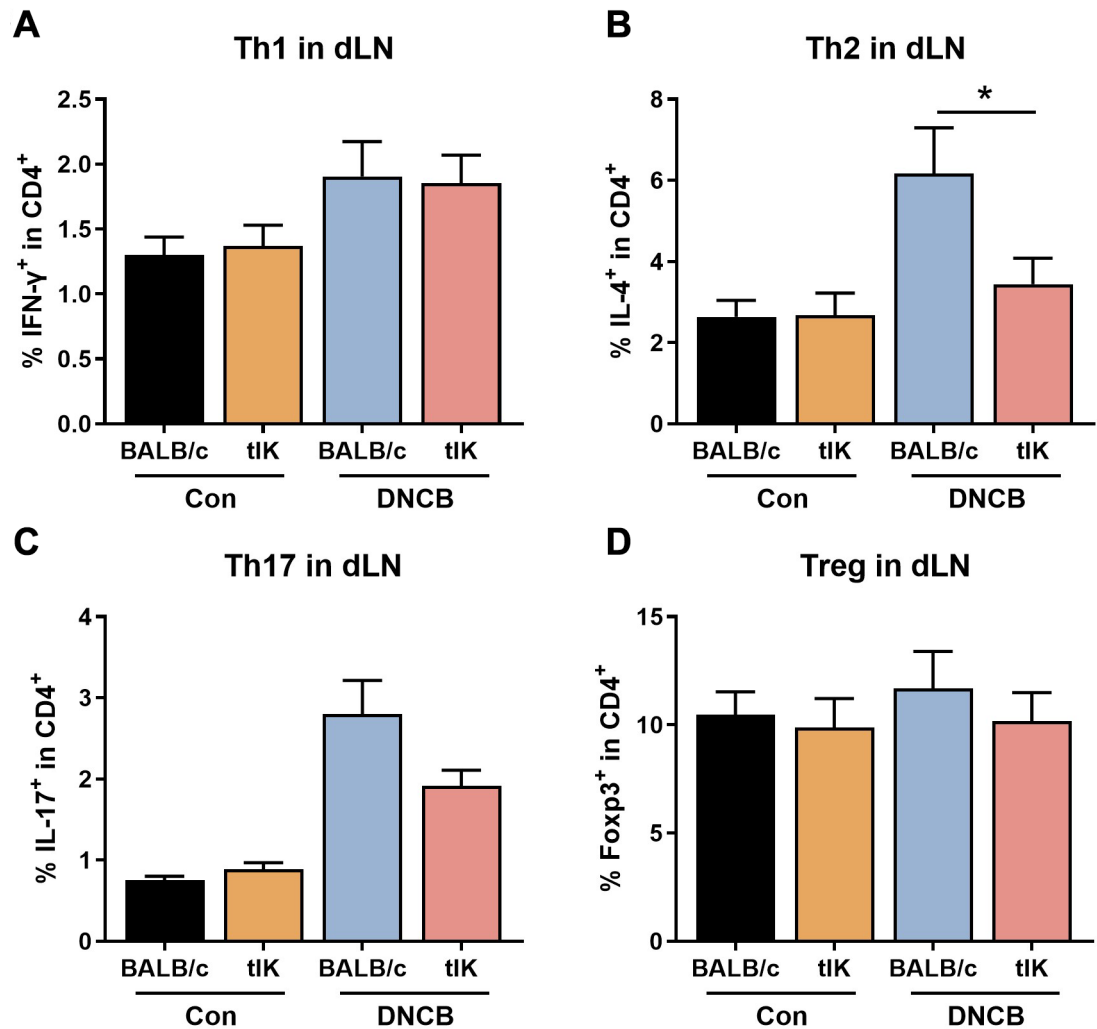 A
Th1 in dLN
% IFN-γ⁺ in CD4⁺
2.5
2.0
1.5
1.0
0.5
0.0
BALB/c tIK BALB/c tIK
Con DNCB
B
Th2 in dLN
% IL-4⁺ in CD4⁺
8
6
4
2
0
*
BALB/c tIK BALB/c tIK
Con DNCB
C
Th17 in dLN
% IL-17⁺ in CD4⁺
4
3
2
1
0
BALB/c tIK BALB/c tIK
Con DNCB
D
Treg in dLN
% Foxp3⁺ in CD4⁺
15
10
5
0
BALB/c tIK BALB/c tIK
Con DNCB